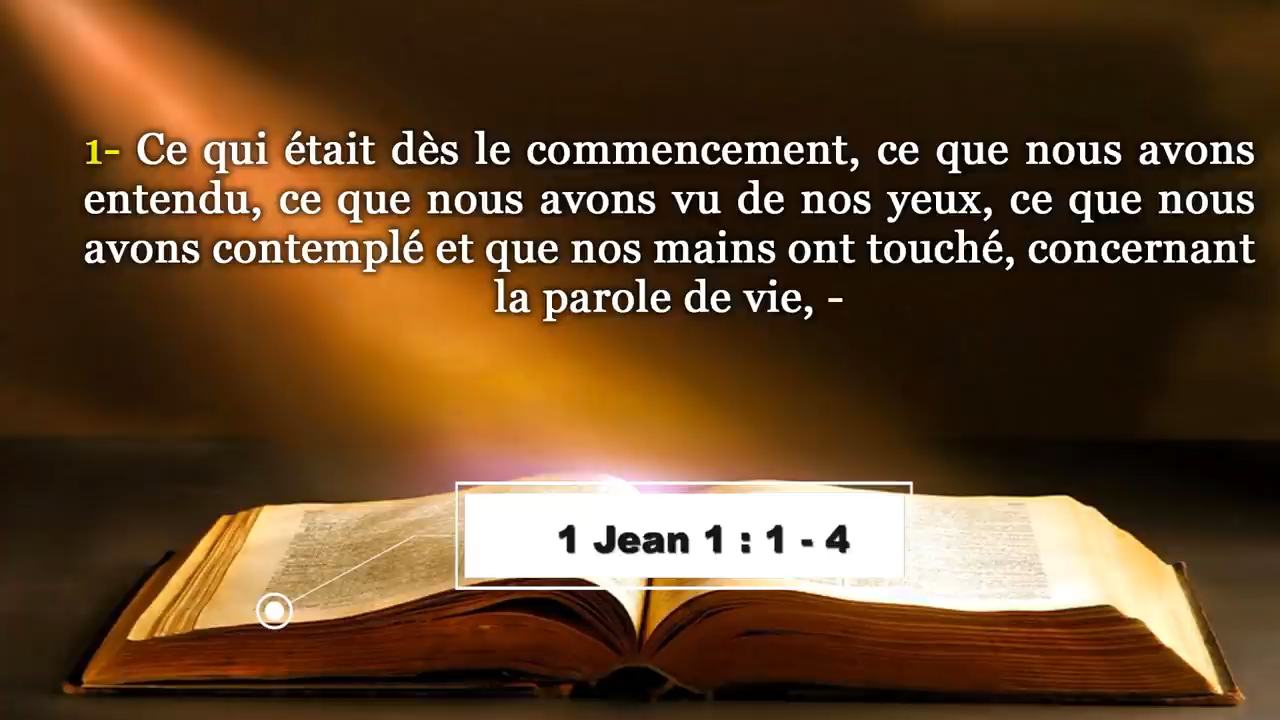 1- Ce qui était dès le commencement, ce que nous avons
entendu, ce que nous avons vu de nos yeux, ce que nous
avons contemplé et que nos mains ont touché, concernant
la parole de vie, -
1 Jean 1 : 1 - 4